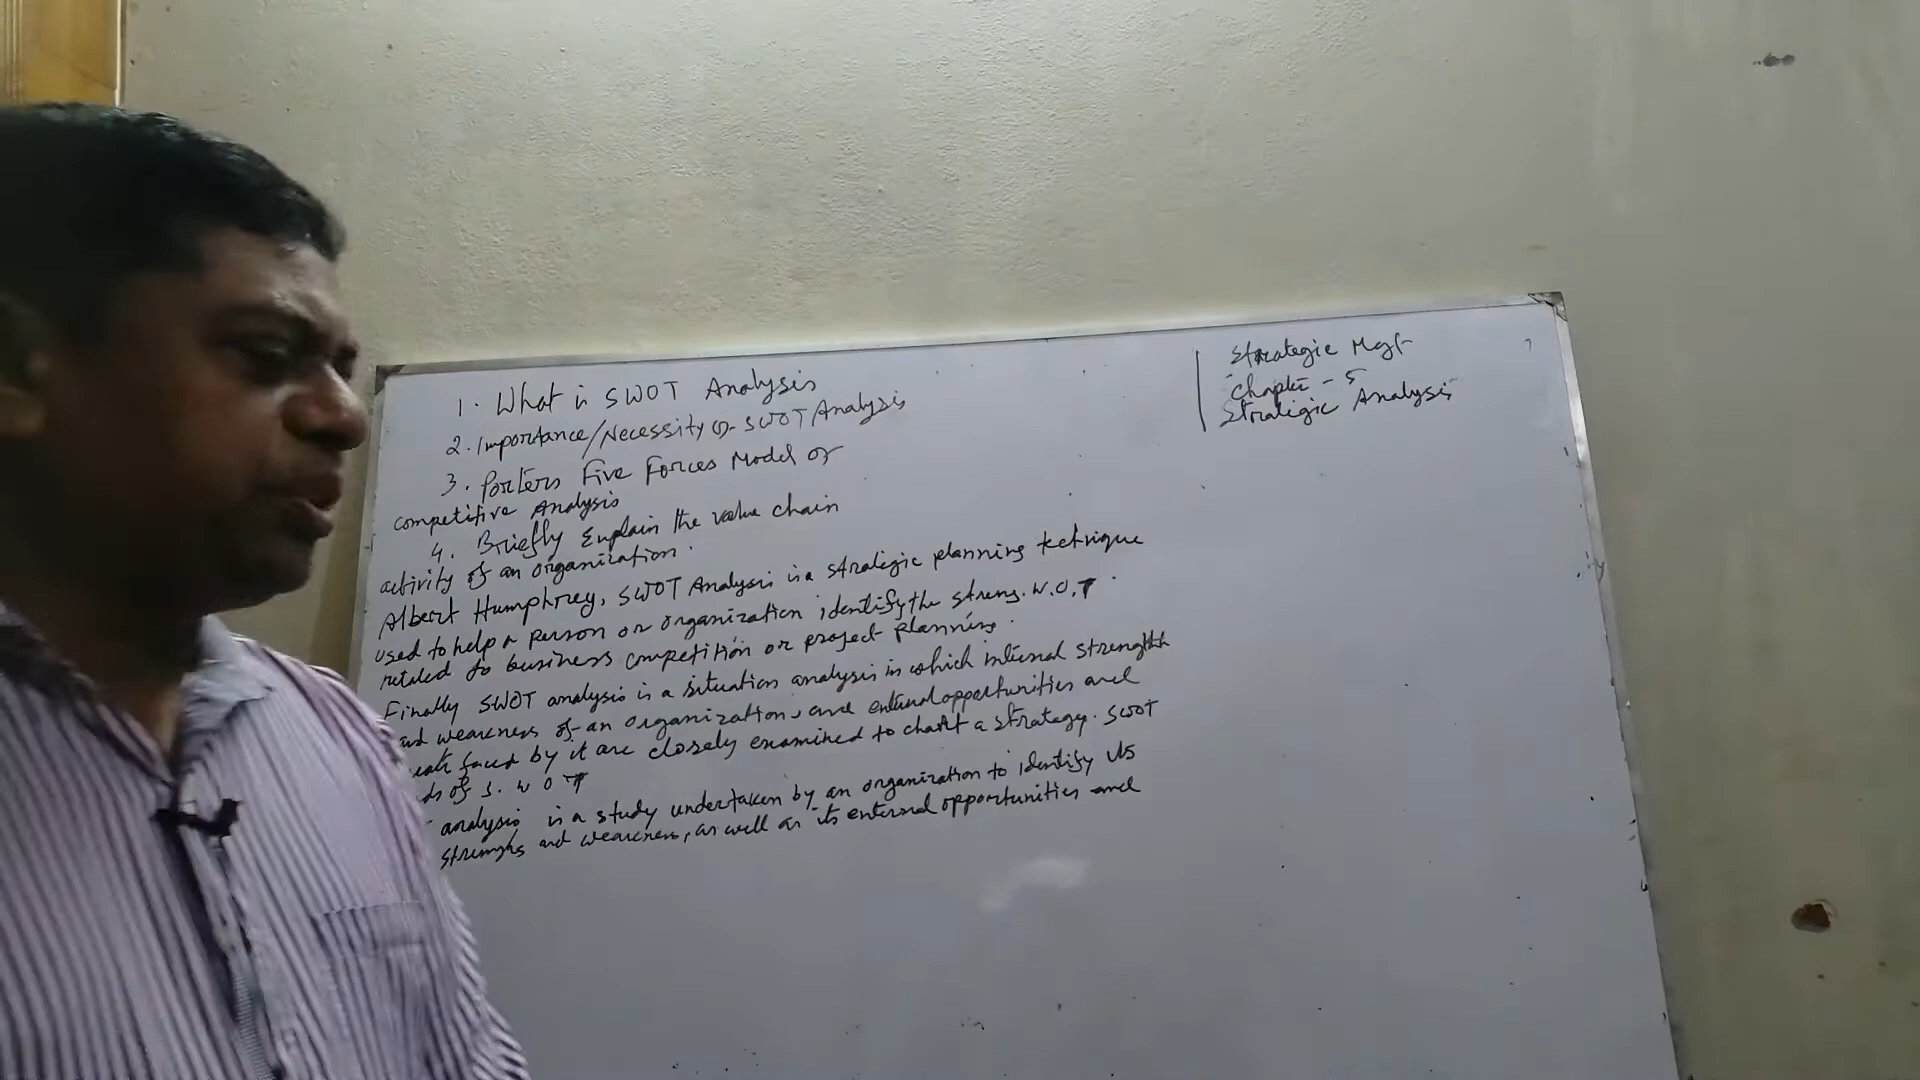 1. What is SWOT Analysis
2. Importance/Necessity of SWOT Analysis
3. Porters Five Forces Model of
competitive Analysis
4. Briefly Explain the value chain
activity of an organization.
Albert Humphrey, SWOT Analysis is a strategic planning technique
used to help a person or organization identify the streng. W.O.T.
related to business competition or project planning.
Finally SWOT analysis is a situation analysis in which internal strength
and weakness of an organization, and external opportunities and
faced by it are closely examined to chart a strategy. SWOT
of S. W O T
analysis is a study undertaken by an organization to identify its
strengths and weakness, as well as its external opportunities and
Strategic Mgt
chapter - 5
Strategic Analysis